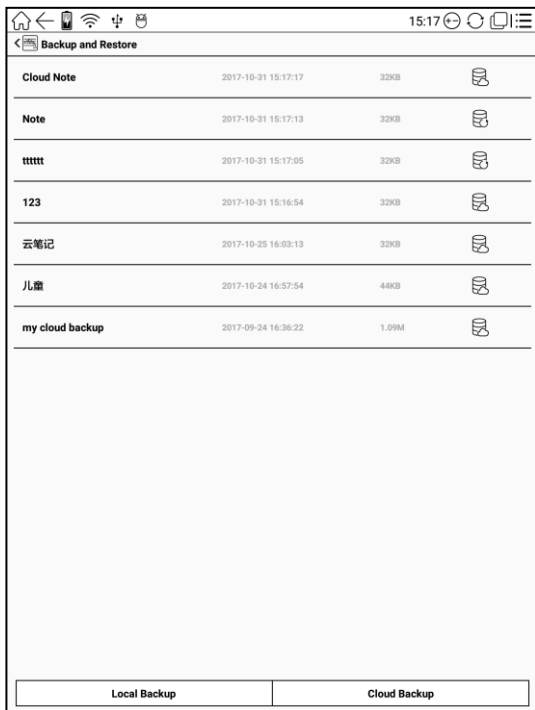 15:17
Backup and Restore
Cloud Note 2017-10-31 15:17:17 32KB
Note 2017-10-31 15:17:13 32KB
tttttt 2017-10-31 15:17:05 32KB
123 2017-10-31 15:16:54 32KB
云笔记 2017-10-25 16:03:13 32KB
儿童 2017-10-24 16:57:54 44KB
my cloud backup 2017-09-24 16:36:22 1.09M
Local Backup Cloud Backup